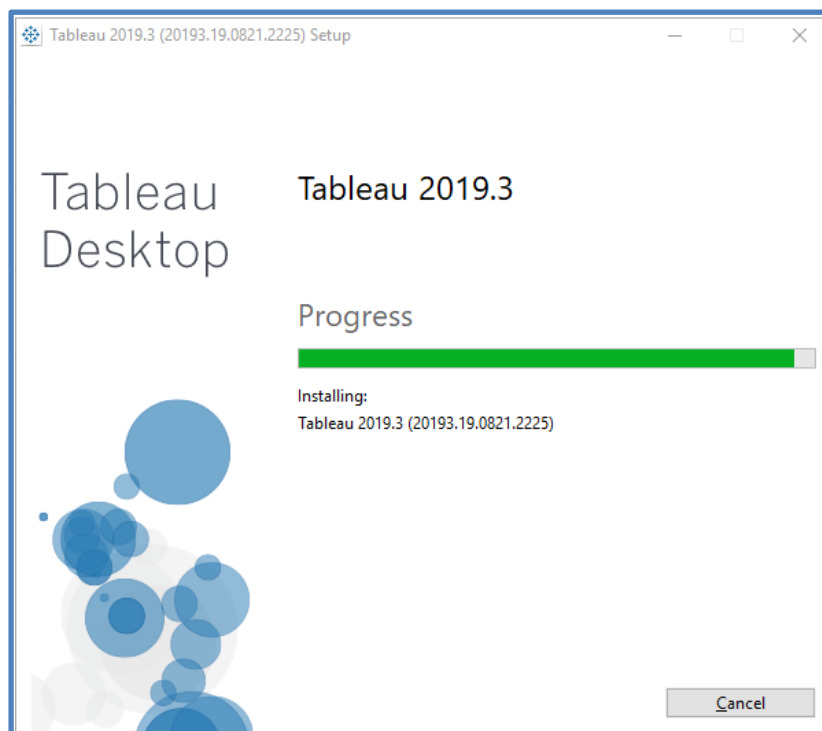 Tableau 2019.3 (20193.19.0821.2225) Setup
Tableau
Desktop
Tableau 2019.3
Progress
Installing:
Tableau 2019.3 (20193.19.0821.2225)
Cancel